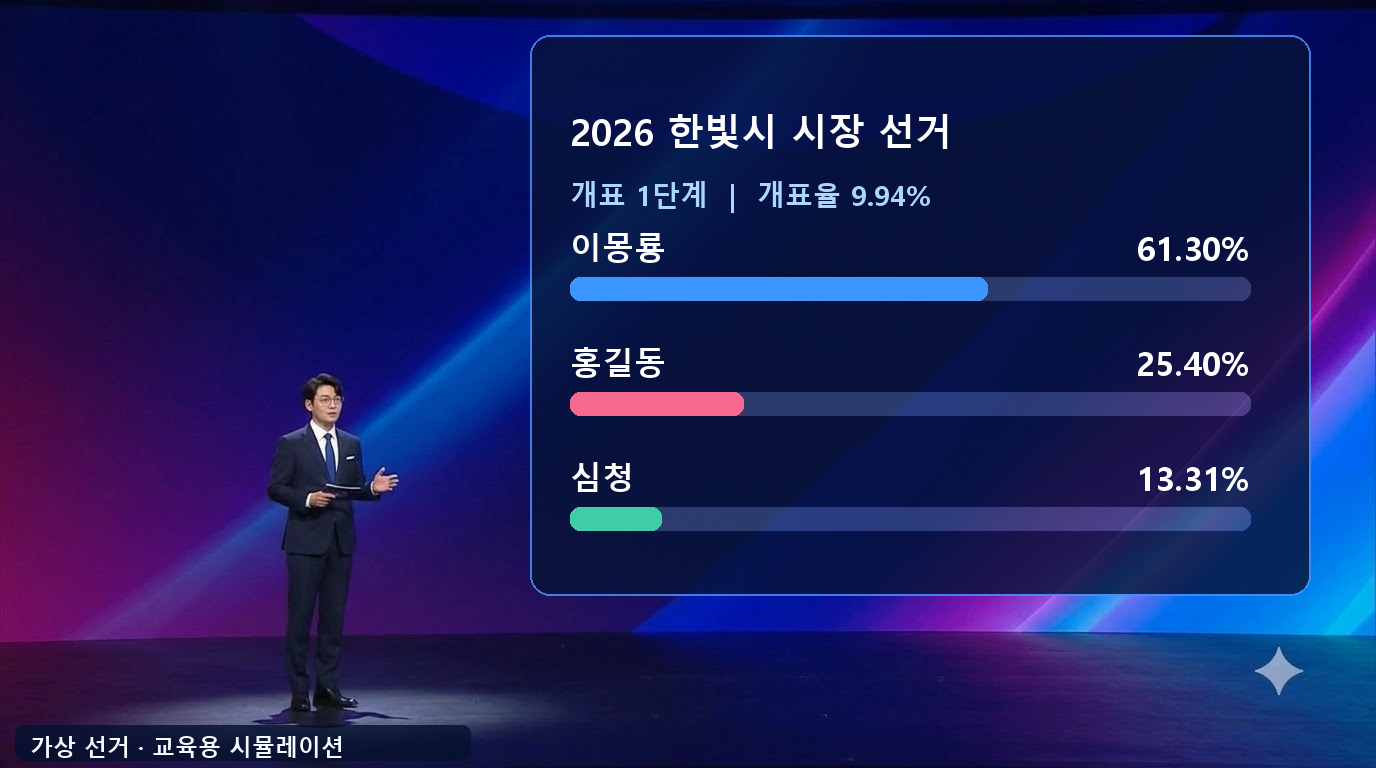 2026 한빛시 시장 선거
개표 1단계 | 개표율 9.94%
이몽룡 61.30%
홍길동 25.40%
심청 13.31%
가상 선거 · 교육용 시뮬레이션